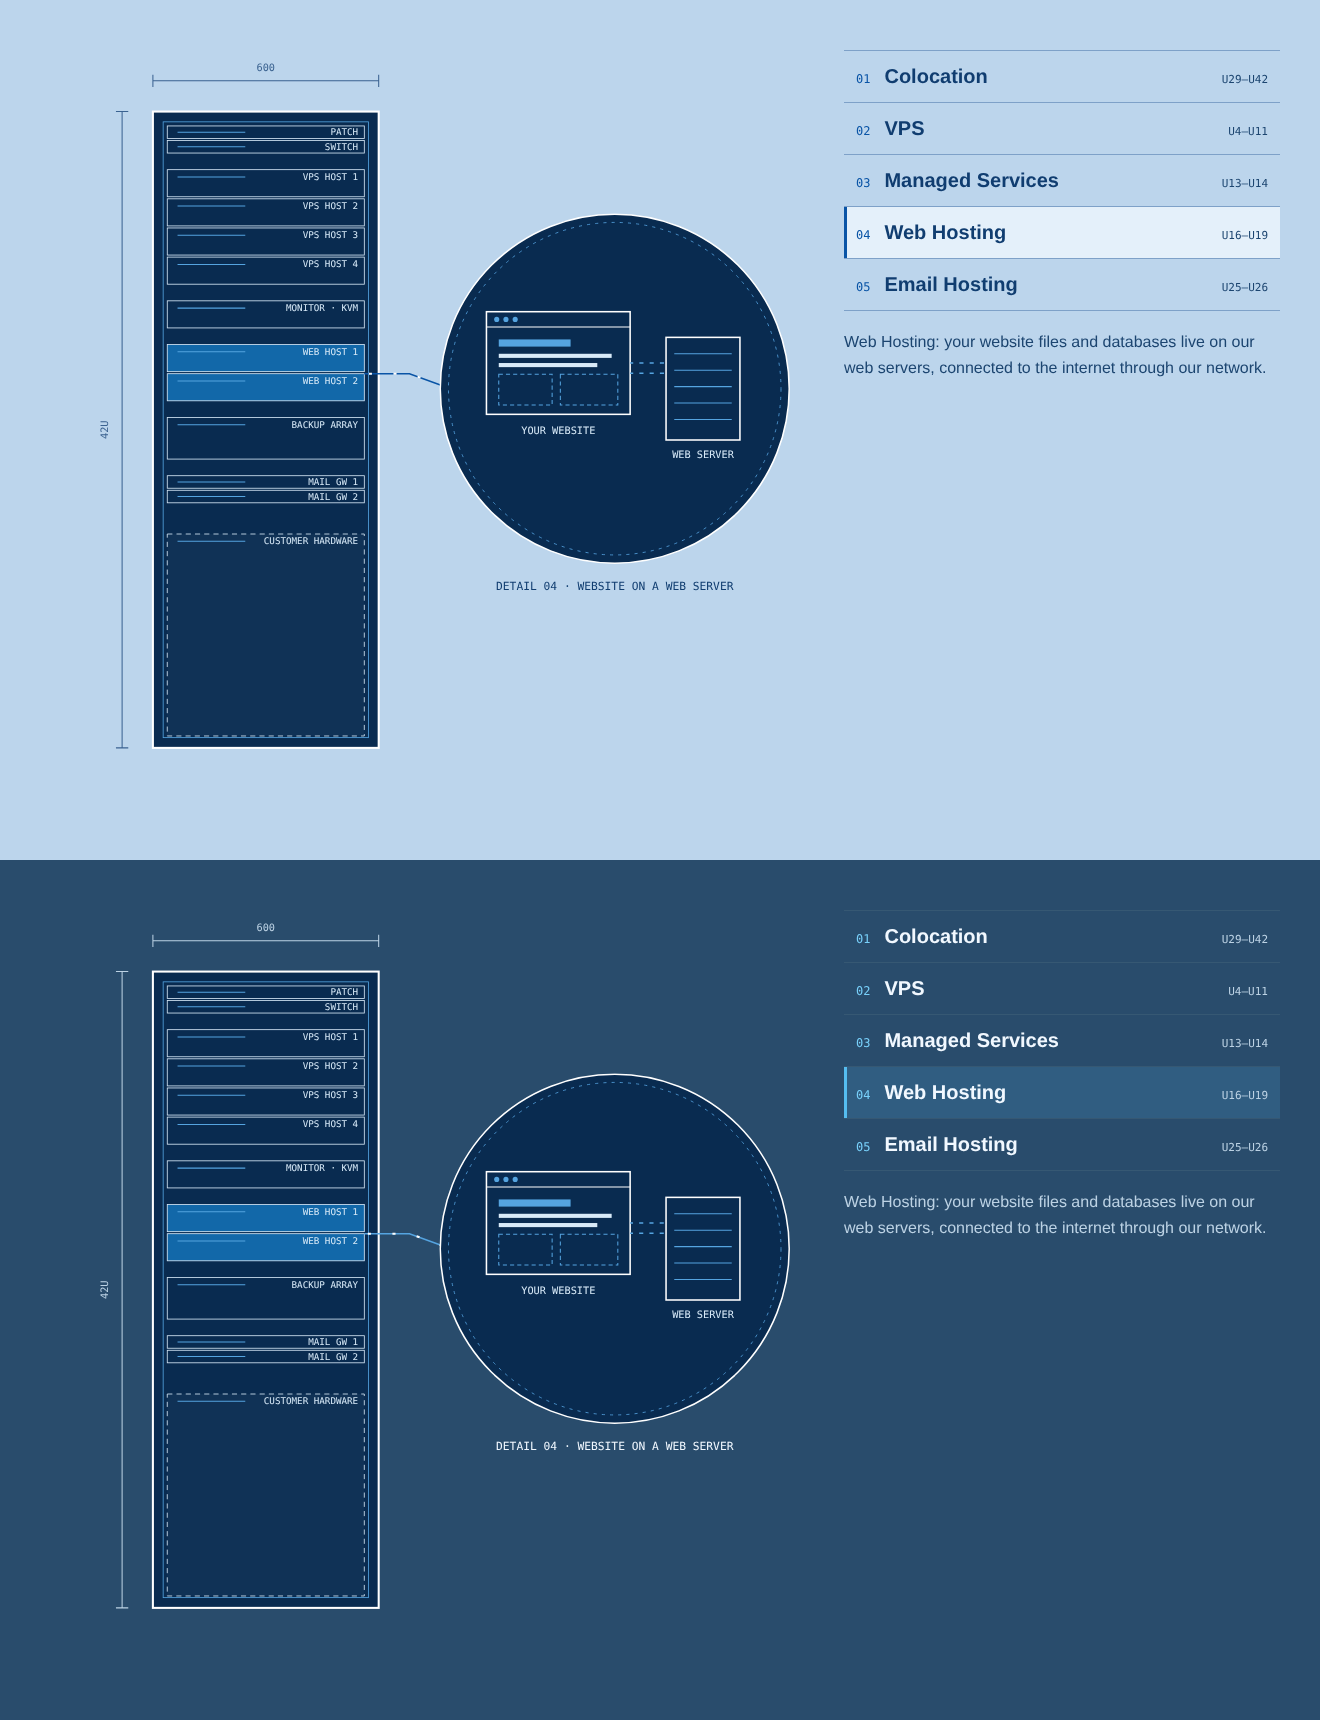 600
42U
PATCH
SWITCH
VPS HOST 1
VPS HOST 2
VPS HOST 3
VPS HOST 4
MONITOR · KVM
WEB HOST 1
WEB HOST 2
BACKUP ARRAY
MAIL GW 1
MAIL GW 2
CUSTOMER HARDWARE
YOUR WEBSITE
WEB SERVER
DETAIL 04 · WEBSITE ON A WEB SERVER
01 Colocation U29–U42
02 VPS U4–U11
03 Managed Services U13–U14
04 Web Hosting U16–U19
05 Email Hosting U25–U26
Web Hosting: your website files and databases live on our
web servers, connected to the internet through our network.
600
42U
PATCH
SWITCH
VPS HOST 1
VPS HOST 2
VPS HOST 3
VPS HOST 4
MONITOR · KVM
WEB HOST 1
WEB HOST 2
BACKUP ARRAY
MAIL GW 1
MAIL GW 2
CUSTOMER HARDWARE
YOUR WEBSITE
WEB SERVER
DETAIL 04 · WEBSITE ON A WEB SERVER
01 Colocation U29–U42
02 VPS U4–U11
03 Managed Services U13–U14
04 Web Hosting U16–U19
05 Email Hosting U25–U26
Web Hosting: your website files and databases live on our
web servers, connected to the internet through our network.